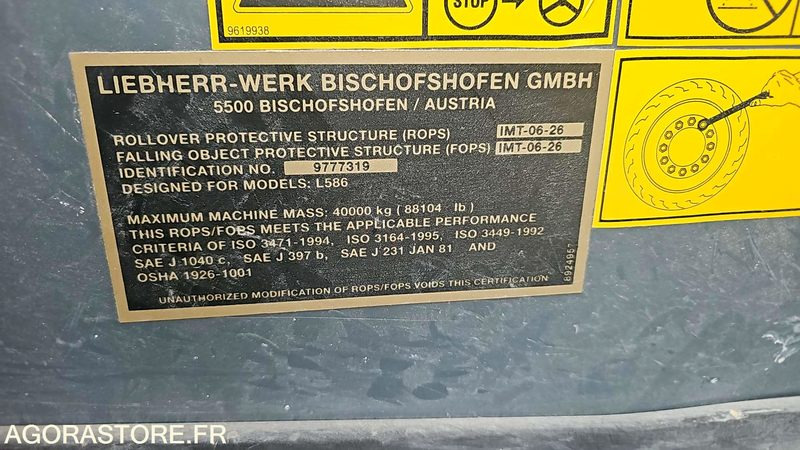 9619938
STOP
LIEBHERR-WERK BISCHOFSHOFEN GMBH
5500 BISCHOFSHOFEN / AUSTRIA
ROLLOVER PROTECTIVE STRUCTURE (ROPS) IMT-06-26
FALLING OBJECT PROTECTIVE STRUCTURE (FOPS) IMT-06-26
IDENTIFICATION NO. 9777319
DESIGNED FOR MODELS: L586
MAXIMUM MACHINE MASS: 40000 kg ( 88104 lb )
THIS ROPS/FOBS MEETS THE APPLICABLE PERFORMANCE
CRITERIA OF ISO 3471-1994, ISO 3164-1995, ISO 3449-1992
SAE J 1040 c, SAE J 397 b, SAE J 231 JAN 81 AND
OSHA 1926-1001
UNAUTHORIZED MODIFICATION OF ROPS/FOPS VOIDS THIS CERTIFICATION
8924957
AGORASTORE.FR